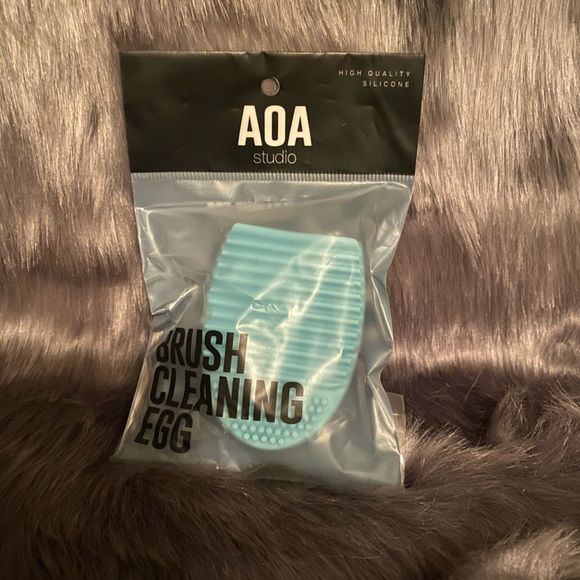 HIGH QUALITY
SILICONE
AOA
studio
BRUSH
CLEANING
EGG